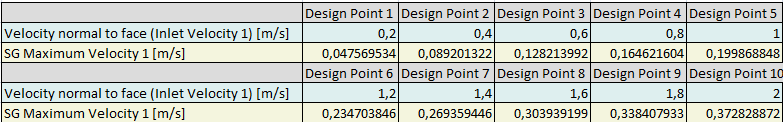 Design Point 1 Design Point 2 Design Point 3 Design Point 4 Design Point 5
Velocity normal to face (Inlet Velocity 1) [m/s] 0,2 0,4 0,6 0,8 1
SG Maximum Velocity 1 [m/s] 0,047569534 0,089201322 0,128213992 0,164621604 0,199868848
Design Point 6 Design Point 7 Design Point 8 Design Point 9 Design Point 10
Velocity normal to face (Inlet Velocity 1) [m/s] 1,2 1,4 1,6 1,8 2
SG Maximum Velocity 1 [m/s] 0,234703846 0,269359446 0,303939199 0,338407933 0,372828872